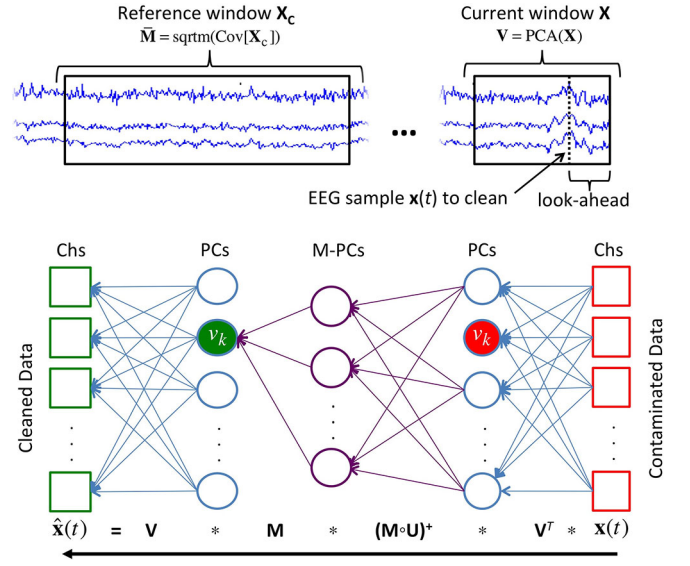 Reference window X_c
M̄ = sqrtm(Cov[X_c])
Current window X
V = PCA(X)
...
EEG sample x(t) to clean
look-ahead
Chs PCs M-PCs PCs Chs
v_k v_k
Cleaned Data
Contaminated Data
x̂(t) = V * M * (M∘U)⁺ * Vᵀ * x(t)